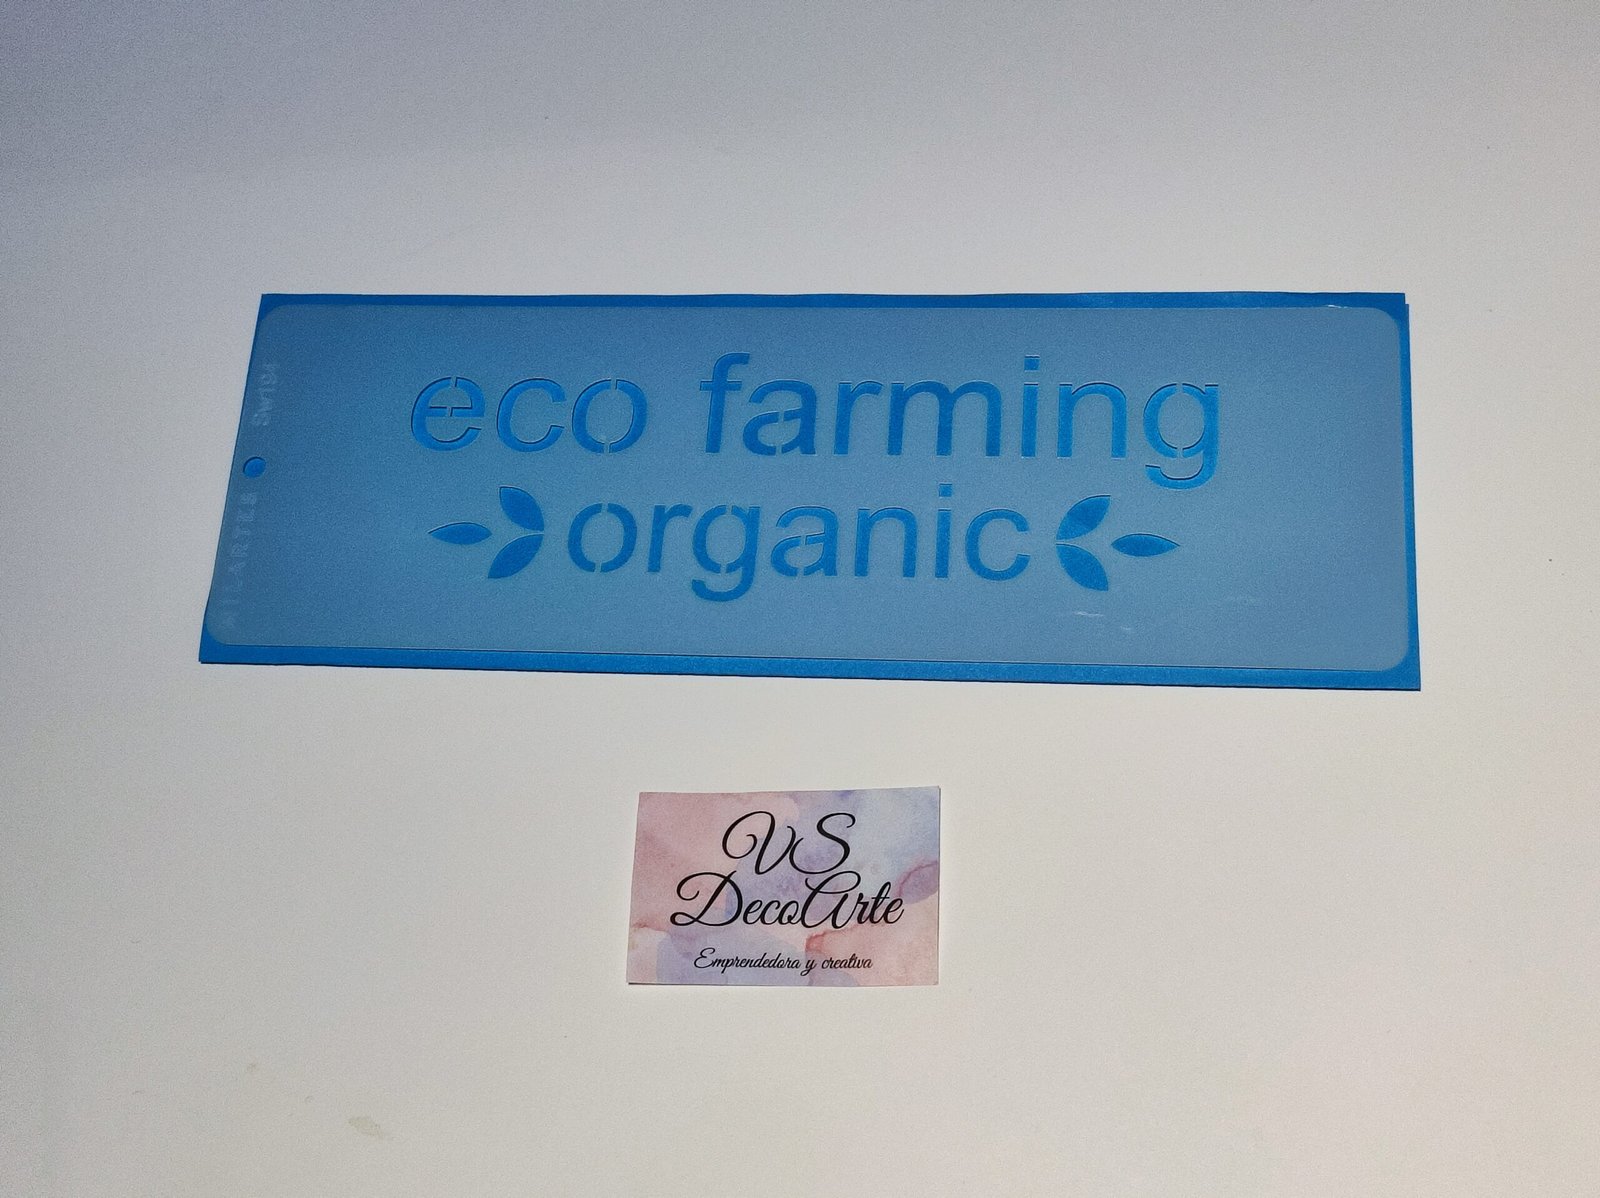 eco farming
organic
VS
DecoArte
Emprendedora y creativa